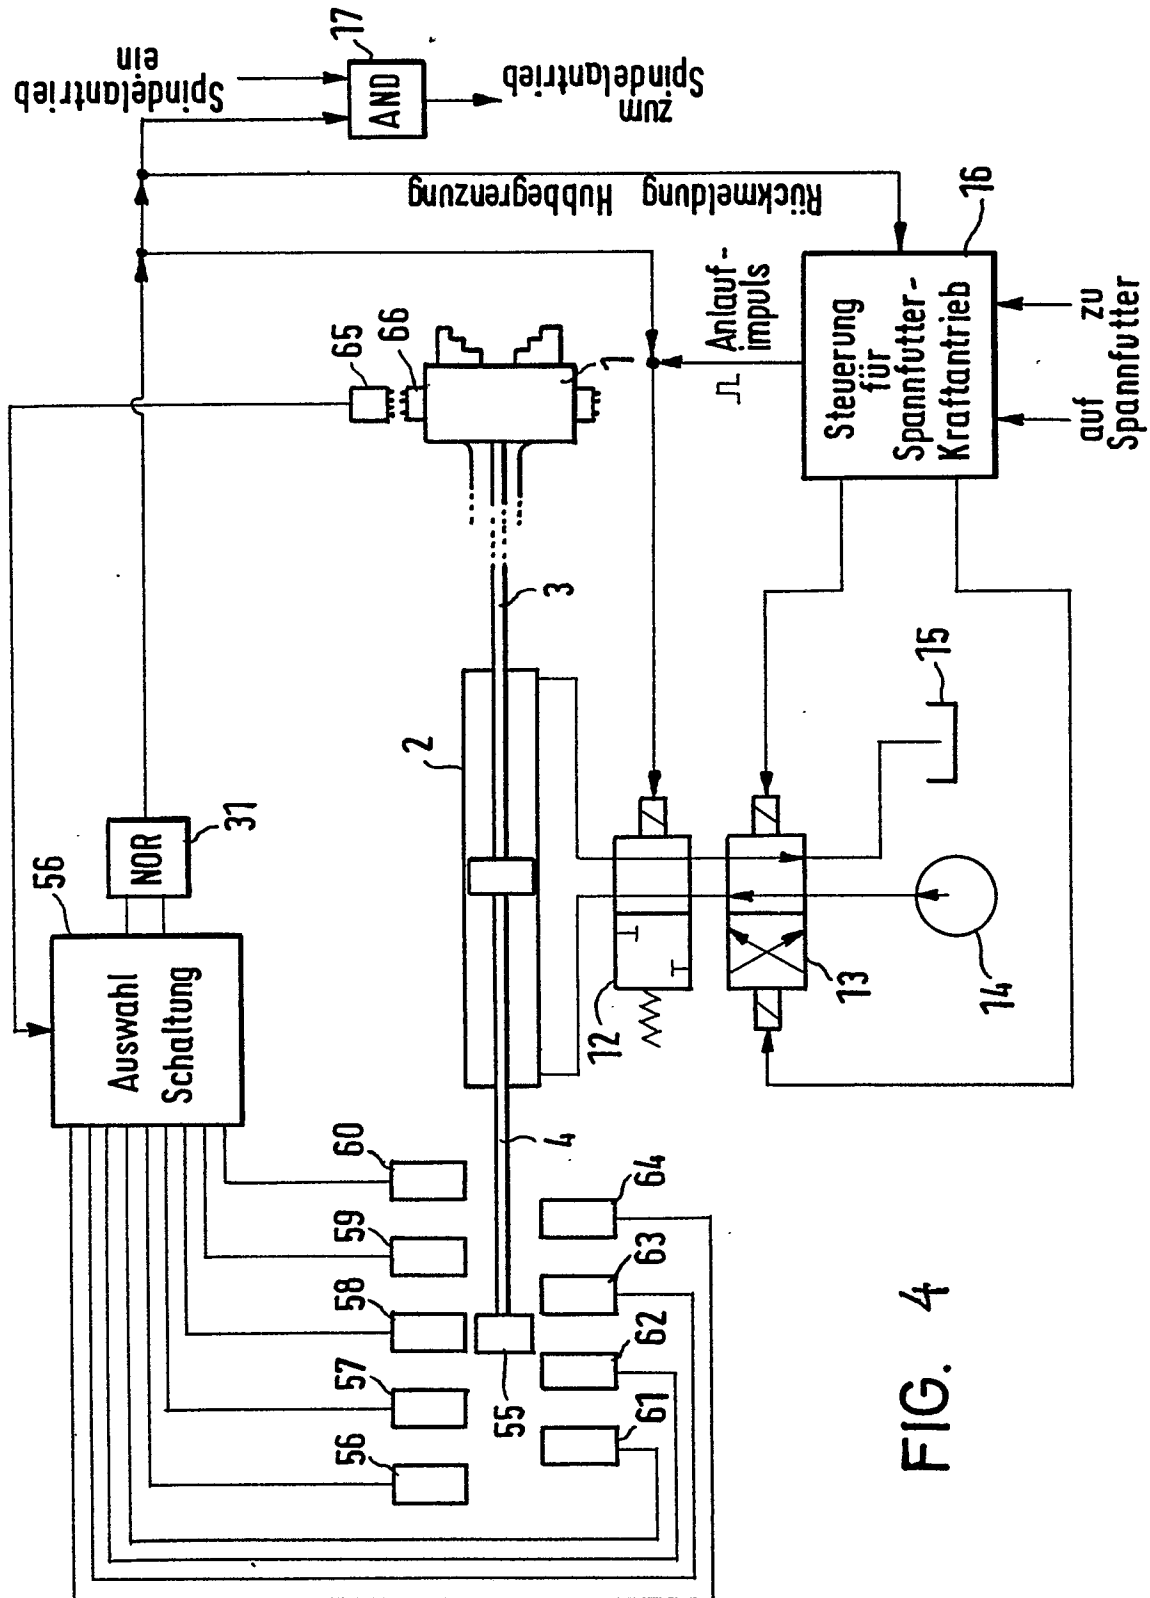 Spindelantrieb
ein
17
AND
zum
Spindelantrieb
Rückmeldung Hubbegrenzung
16
Anlauf-
impuls
Steuerung
für
Spannfutter-
Kraftantrieb
zu
auf
Spannfutter
65
66
1
3
2
15
31
NOR
56
Auswahl
Schaltung
12
13
14
4
60
59
58
57
56
55
64
63
62
61
FIG. 4